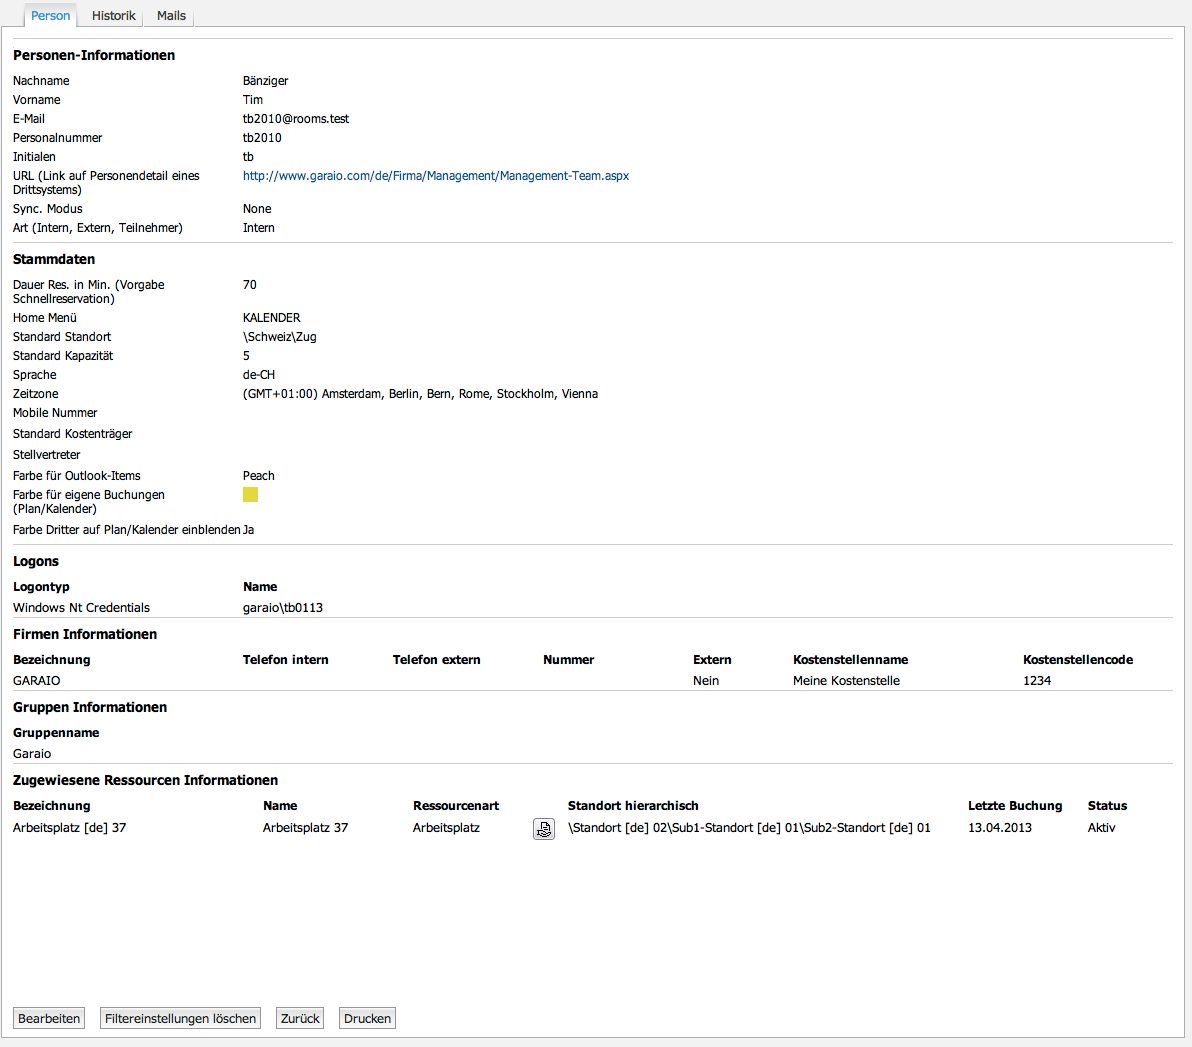 Person Historik Mails
Personen-Informationen
Nachname Bänziger
Vorname Tim
E-Mail tb2010@rooms.test
Personalnummer tb2010
Initialen tb
URL (Link auf Personendetail eines http://www.garaio.com/de/Firma/Management/Management-Team.aspx
Drittsystems)
Sync. Modus None
Art (Intern, Extern, Teilnehmer) Intern
Stammdaten
Dauer Res. in Min. (Vorgabe 70
Schnellreservation)
Home Menü KALENDER
Standard Standort \Schweiz\Zug
Standard Kapazität 5
Sprache de-CH
Zeitzone (GMT+01:00) Amsterdam, Berlin, Bern, Rome, Stockholm, Vienna
Mobile Nummer
Standard Kostenträger
Stellvertreter
Farbe für Outlook-Items Peach
Farbe für eigene Buchungen
(Plan/Kalender)
Farbe Dritter auf Plan/Kalender einblenden Ja
Logons
Logontyp Name
Windows Nt Credentials garaio\tb0113
Firmen Informationen
Bezeichnung Telefon intern Telefon extern Nummer Extern Kostenstellenname Kostenstellencode
GARAIO Nein Meine Kostenstelle 1234
Gruppen Informationen
Gruppenname
Garaio
Zugewiesene Ressourcen Informationen
Bezeichnung Name Ressourcenart Standort hierarchisch Letzte Buchung Status
Arbeitsplatz [de] 37 Arbeitsplatz 37 Arbeitsplatz \Standort [de] 02\Sub1-Standort [de] 01\Sub2-Standort [de] 01 13.04.2013 Aktiv
Bearbeiten Filtereinstellungen löschen Zurück Drucken